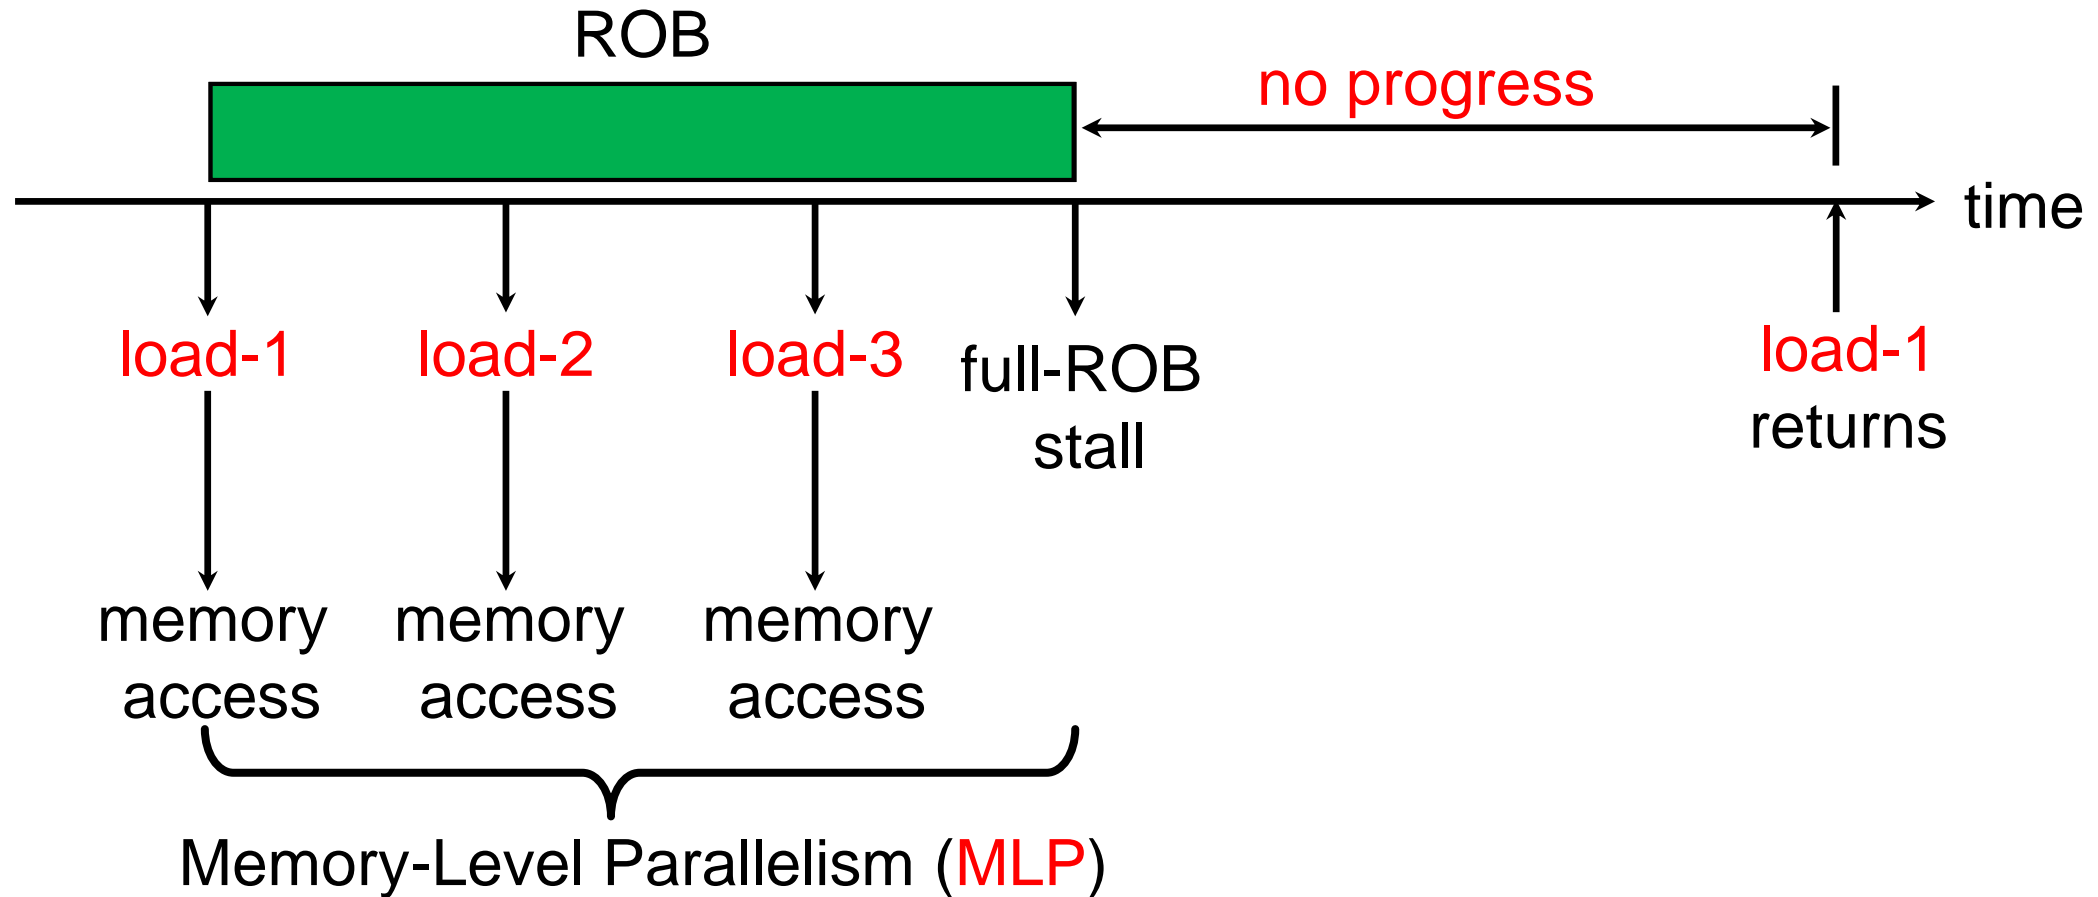 ROB
no progress
time
load-1
load-2
load-3
full-ROB
stall
load-1
returns
memory
access
memory
access
memory
access
Memory-Level Parallelism (MLP)